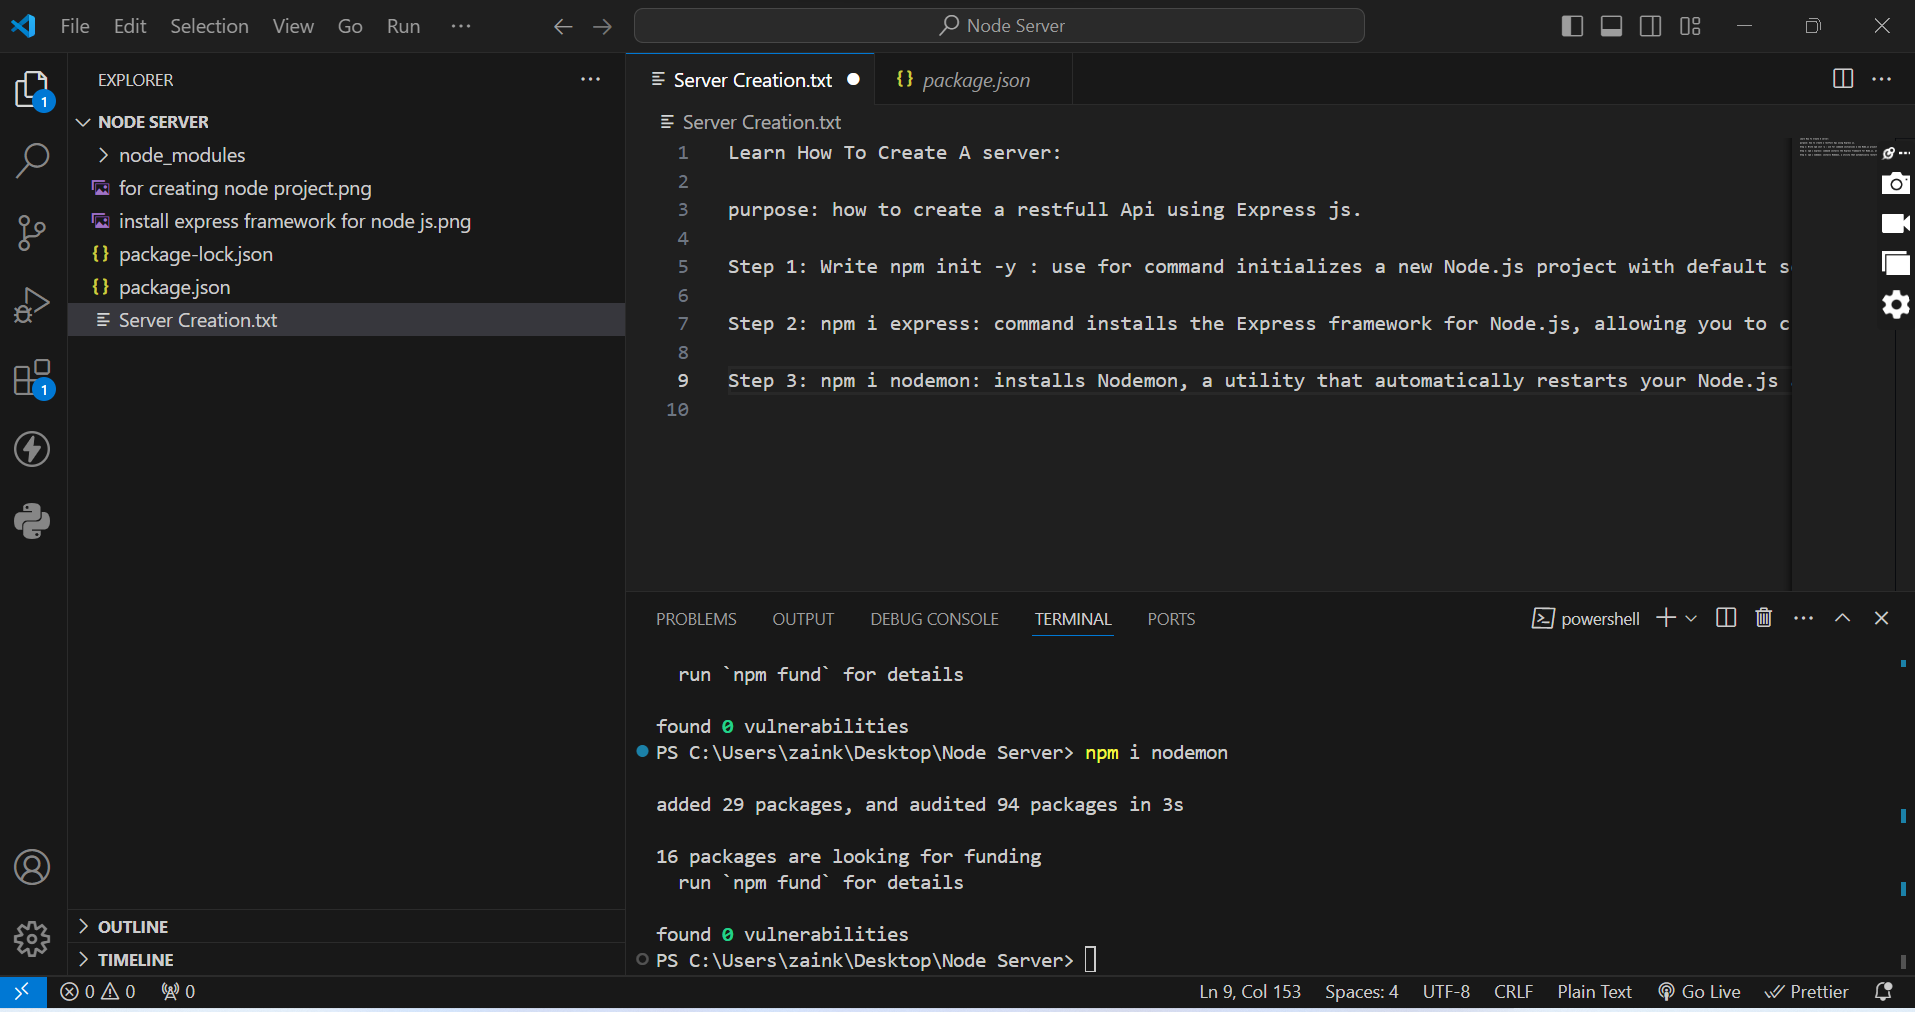 File Edit Selection View Go Run ··· Node Server
EXPLORER
NODE SERVER
node_modules
for creating node project.png
install express framework for node js.png
{} package-lock.json
{} package.json
Server Creation.txt
OUTLINE
TIMELINE
1
1
Server Creation.txt {} package.json
Server Creation.txt
1 Learn How To Create A server:
2
3 purpose: how to create a restfull Api using Express js.
4
5 Step 1: Write npm init -y : use for command initializes a new Node.js project with default s
6
7 Step 2: npm i express: command installs the Express framework for Node.js, allowing you to c
8
9 Step 3: npm i nodemon: installs Nodemon, a utility that automatically restarts your Node.js
10
PROBLEMS OUTPUT DEBUG CONSOLE TERMINAL PORTS powershell
run `npm fund` for details
found 0 vulnerabilities
PS C:\Users\zaink\Desktop\Node Server> npm i nodemon
added 29 packages, and audited 94 packages in 3s
16 packages are looking for funding
run `npm fund` for details
found 0 vulnerabilities
PS C:\Users\zaink\Desktop\Node Server>
0 0 0 Ln 9, Col 153 Spaces: 4 UTF-8 CRLF Plain Text Go Live Prettier